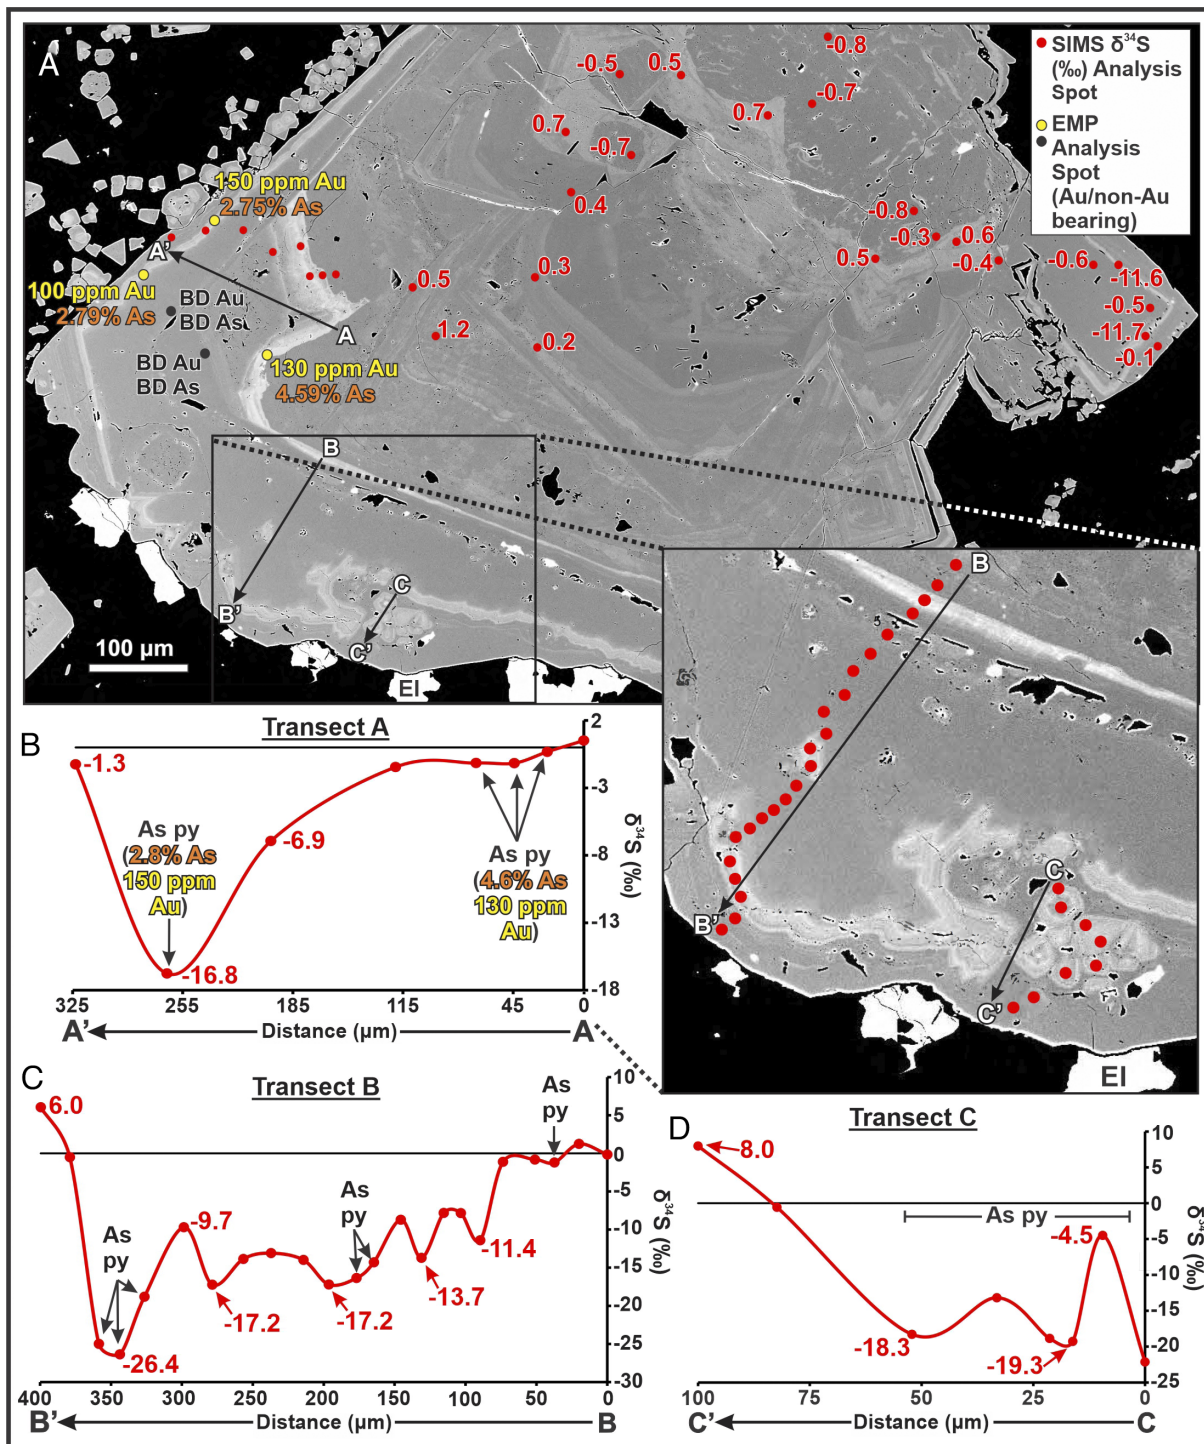 A
SIMS δ³⁴S
(‰) Analysis
Spot
EMP
Analysis
Spot
(Au/non-Au
bearing)
-0.8
-0.5
0.5
-0.7
0.7
0.7
-0.7
0.4
150 ppm Au
2.75% As
A'
100 ppm Au
2.79% As
BD Au
BD As
BD Au
BD As
A
130 ppm Au
4.59% As
0.5
0.3
1.2
0.2
-0.8
-0.3
0.6
0.5
-0.4
-0.6
-11.6
-0.5
-11.7
-0.1
B
B'
C
C'
100 µm
El
B
B'
C
C'
El
B
Transect A
2
-3
-8
-13
-18
δ³⁴S (‰)
-1.3
As py
(2.8% As
150 ppm
Au)
-16.8
-6.9
As py
(4.6% As
130 ppm
Au)
325
255
185
115
45
0
A'
Distance (µm)
A
C
Transect B
10
5
0
-5
-10
-15
-20
-25
-30
δ³⁴S (‰)
6.0
As
py
-26.4
-9.7
-17.2
-17.2
As
py
-13.7
-11.4
As
py
400
350
300
250
200
150
100
50
0
B'
Distance (µm)
B
D
Transect C
10
5
0
-5
-10
-15
-20
-25
δ³⁴S (‰)
8.0
As py
-4.5
-18.3
-19.3
100
75
50
25
0
C'
Distance (µm)
C